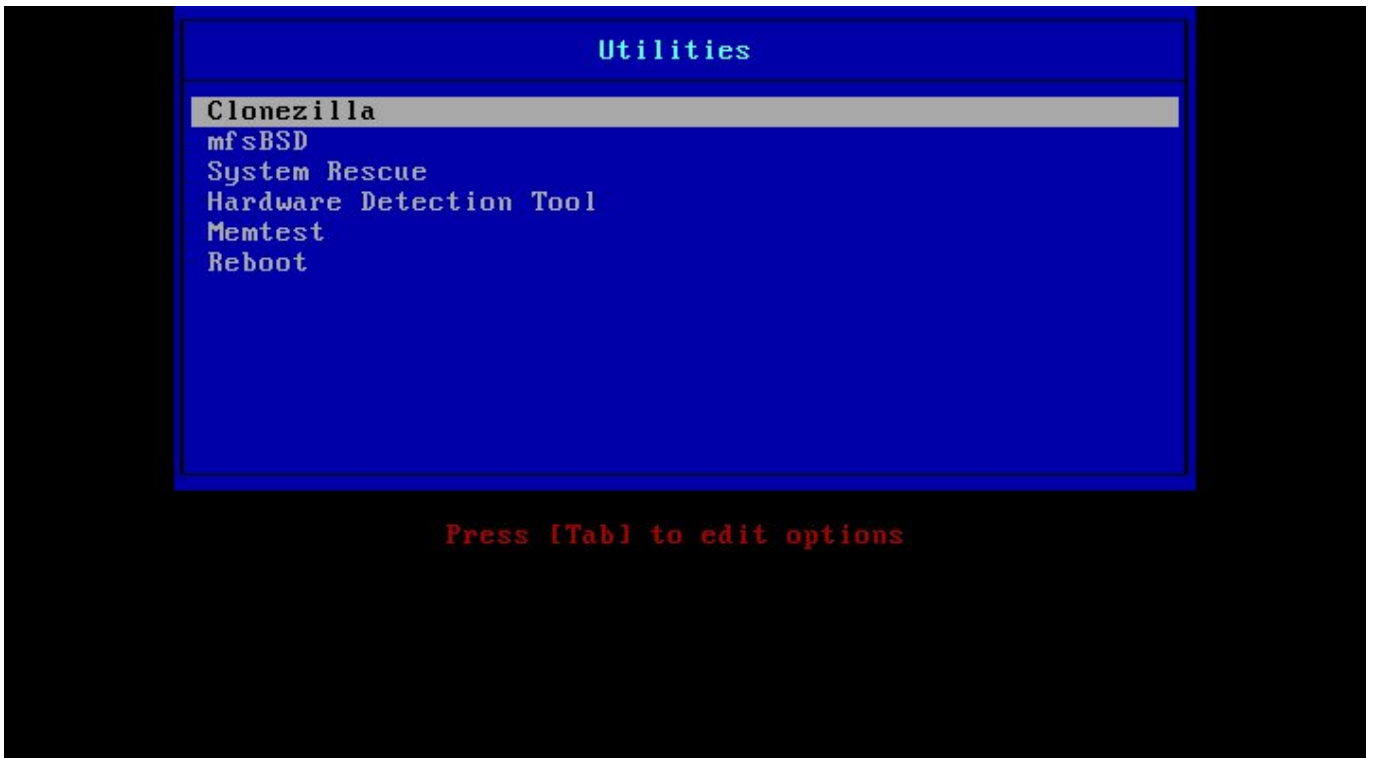 Utilities
Clonezilla
mfsBSD
System Rescue
Hardware Detection Tool
Memtest
Reboot
Press [Tab] to edit options